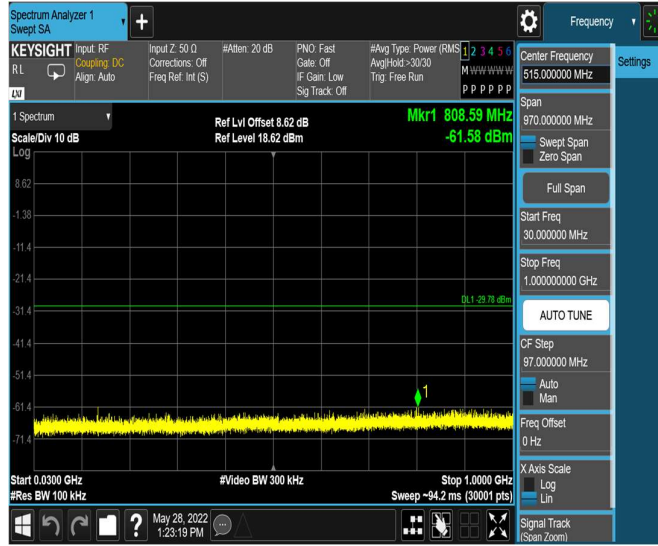 Spectrum Analyzer 1
Swept SA
Frequency
KEYSIGHT
RL
LXI
Input: RF
Coupling: DC
Align: Auto
Input Z: 50 Ω
Corrections: Off
Freq Ref: Int (S)
#Atten: 20 dB
PNO: Fast
Gate: Off
IF Gain: Low
Sig Track: Off
#Avg Type: Power (RMS
Avg|Hold:>30/30
Trig: Free Run
1 2 3 4 5 6
M W W W W W
P P P P P P
Center Frequency
515.000000 MHz
Settings
Span
970.000000 MHz
Swept Span
Zero Span
Full Span
Start Freq
30.000000 MHz
Stop Freq
1.000000000 GHz
AUTO TUNE
CF Step
97.000000 MHz
Auto
Man
Freq Offset
0 Hz
X Axis Scale
Log
Lin
Signal Track
(Span Zoom)
1 Spectrum
Scale/Div 10 dB
Log
Ref Lvl Offset 8.62 dB
Ref Level 18.62 dBm
Mkr1 808.59 MHz
-61.58 dBm
8.62
-1.38
-11.4
-21.4
-31.4
-41.4
-51.4
-61.4
-71.4
DL1 -29.78 dBm
1
Start 0.0300 GHz
#Res BW 100 kHz
#Video BW 300 kHz
Stop 1.0000 GHz
Sweep ~94.2 ms (30001 pts)
May 28, 2022
1:23:19 PM